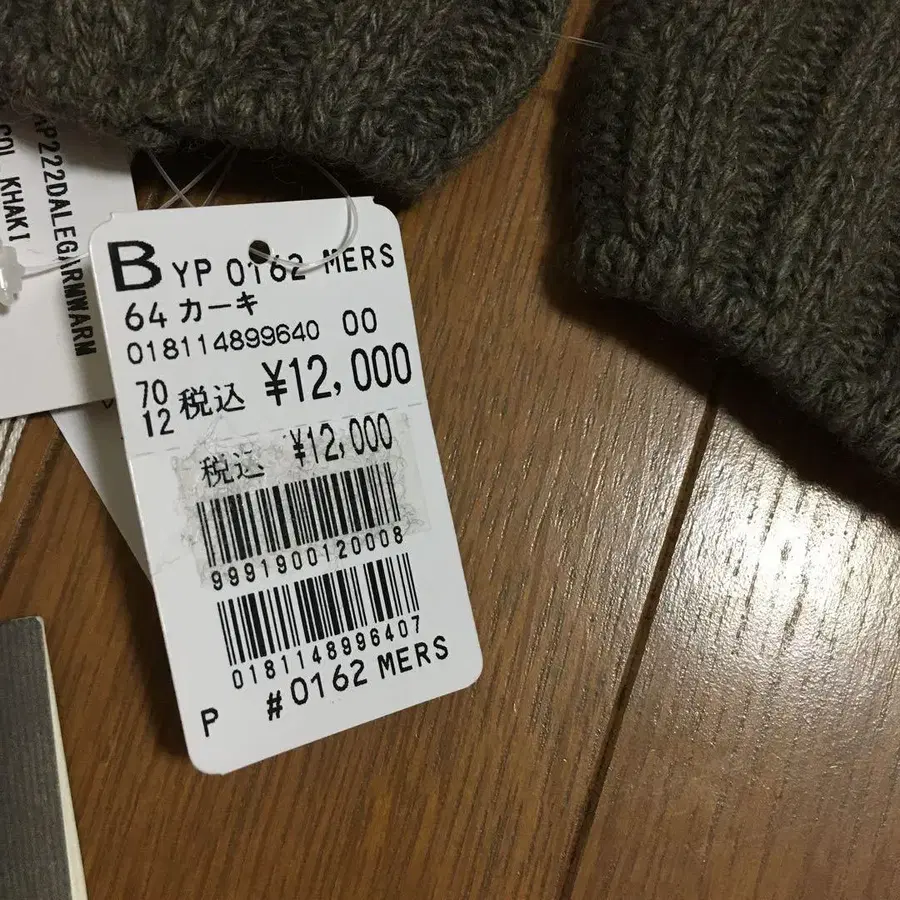 B YP 0162 MERS
64 カーキ
018114899640 00
70
12 税込 ¥12,000
税込 ¥12,000
9991900120008
0181148996407
P #0162 MERS
AP222DALEGARMWARM
COL KHAKI